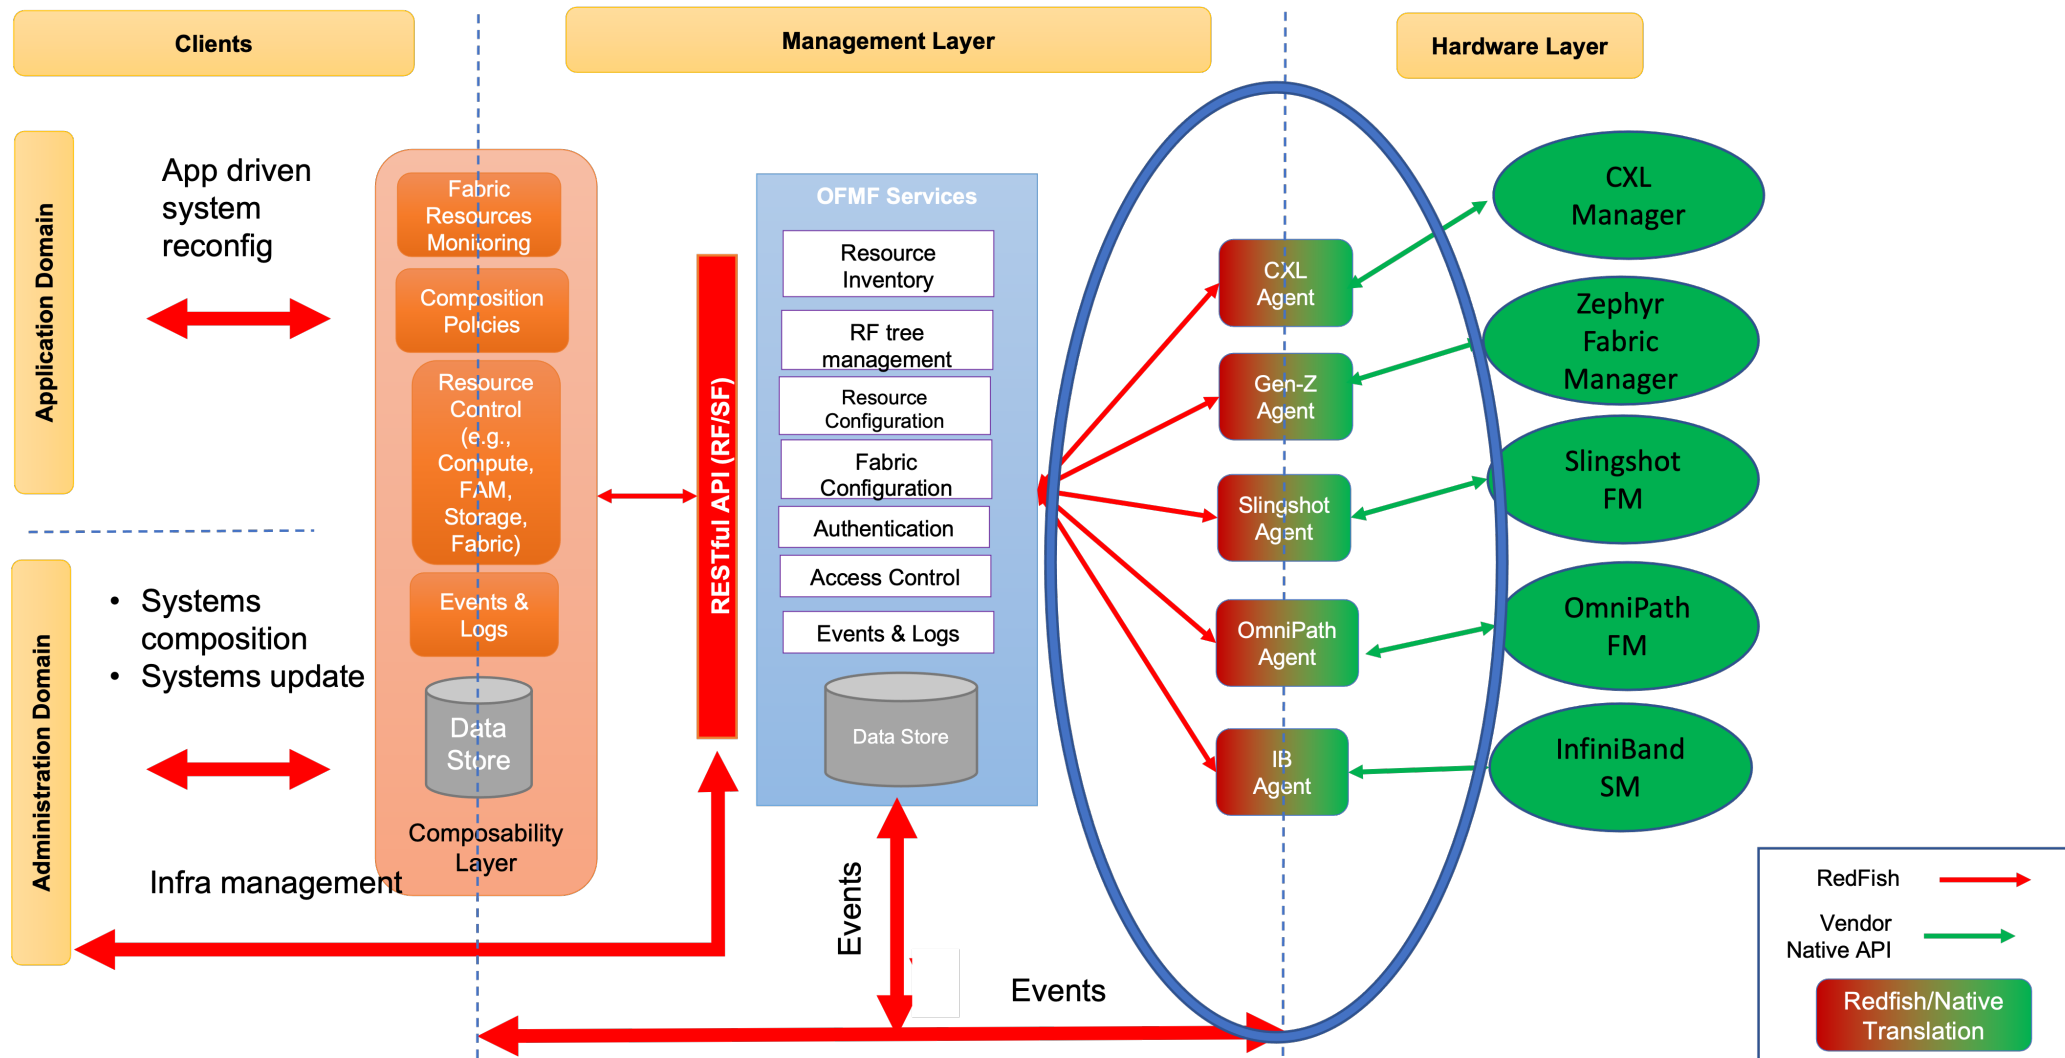 Clients
Management Layer
Hardware Layer
Application Domain
App driven
system
reconfig
Administration Domain
• Systems
composition
• Systems update
Infra management
Fabric
Resources
Monitoring
Composition
Policies
Resource
Control
(e.g.,
Compute,
FAM,
Storage,
Fabric)
Events &
Logs
Data
Store
Composability
Layer
RESTful API (RF/SF)
OFMF Services
Resource
Inventory
RF tree
management
Resource
Configuration
Fabric
Configuration
Authentication
Access Control
Events & Logs
Data Store
Events
Events
CXL
Agent
Gen-Z
Agent
Slingshot
Agent
OmniPath
Agent
IB
Agent
CXL
Manager
Zephyr
Fabric
Manager
Slingshot
FM
OmniPath
FM
InfiniBand
SM
RedFish
Vendor
Native API
Redfish/Native
Translation